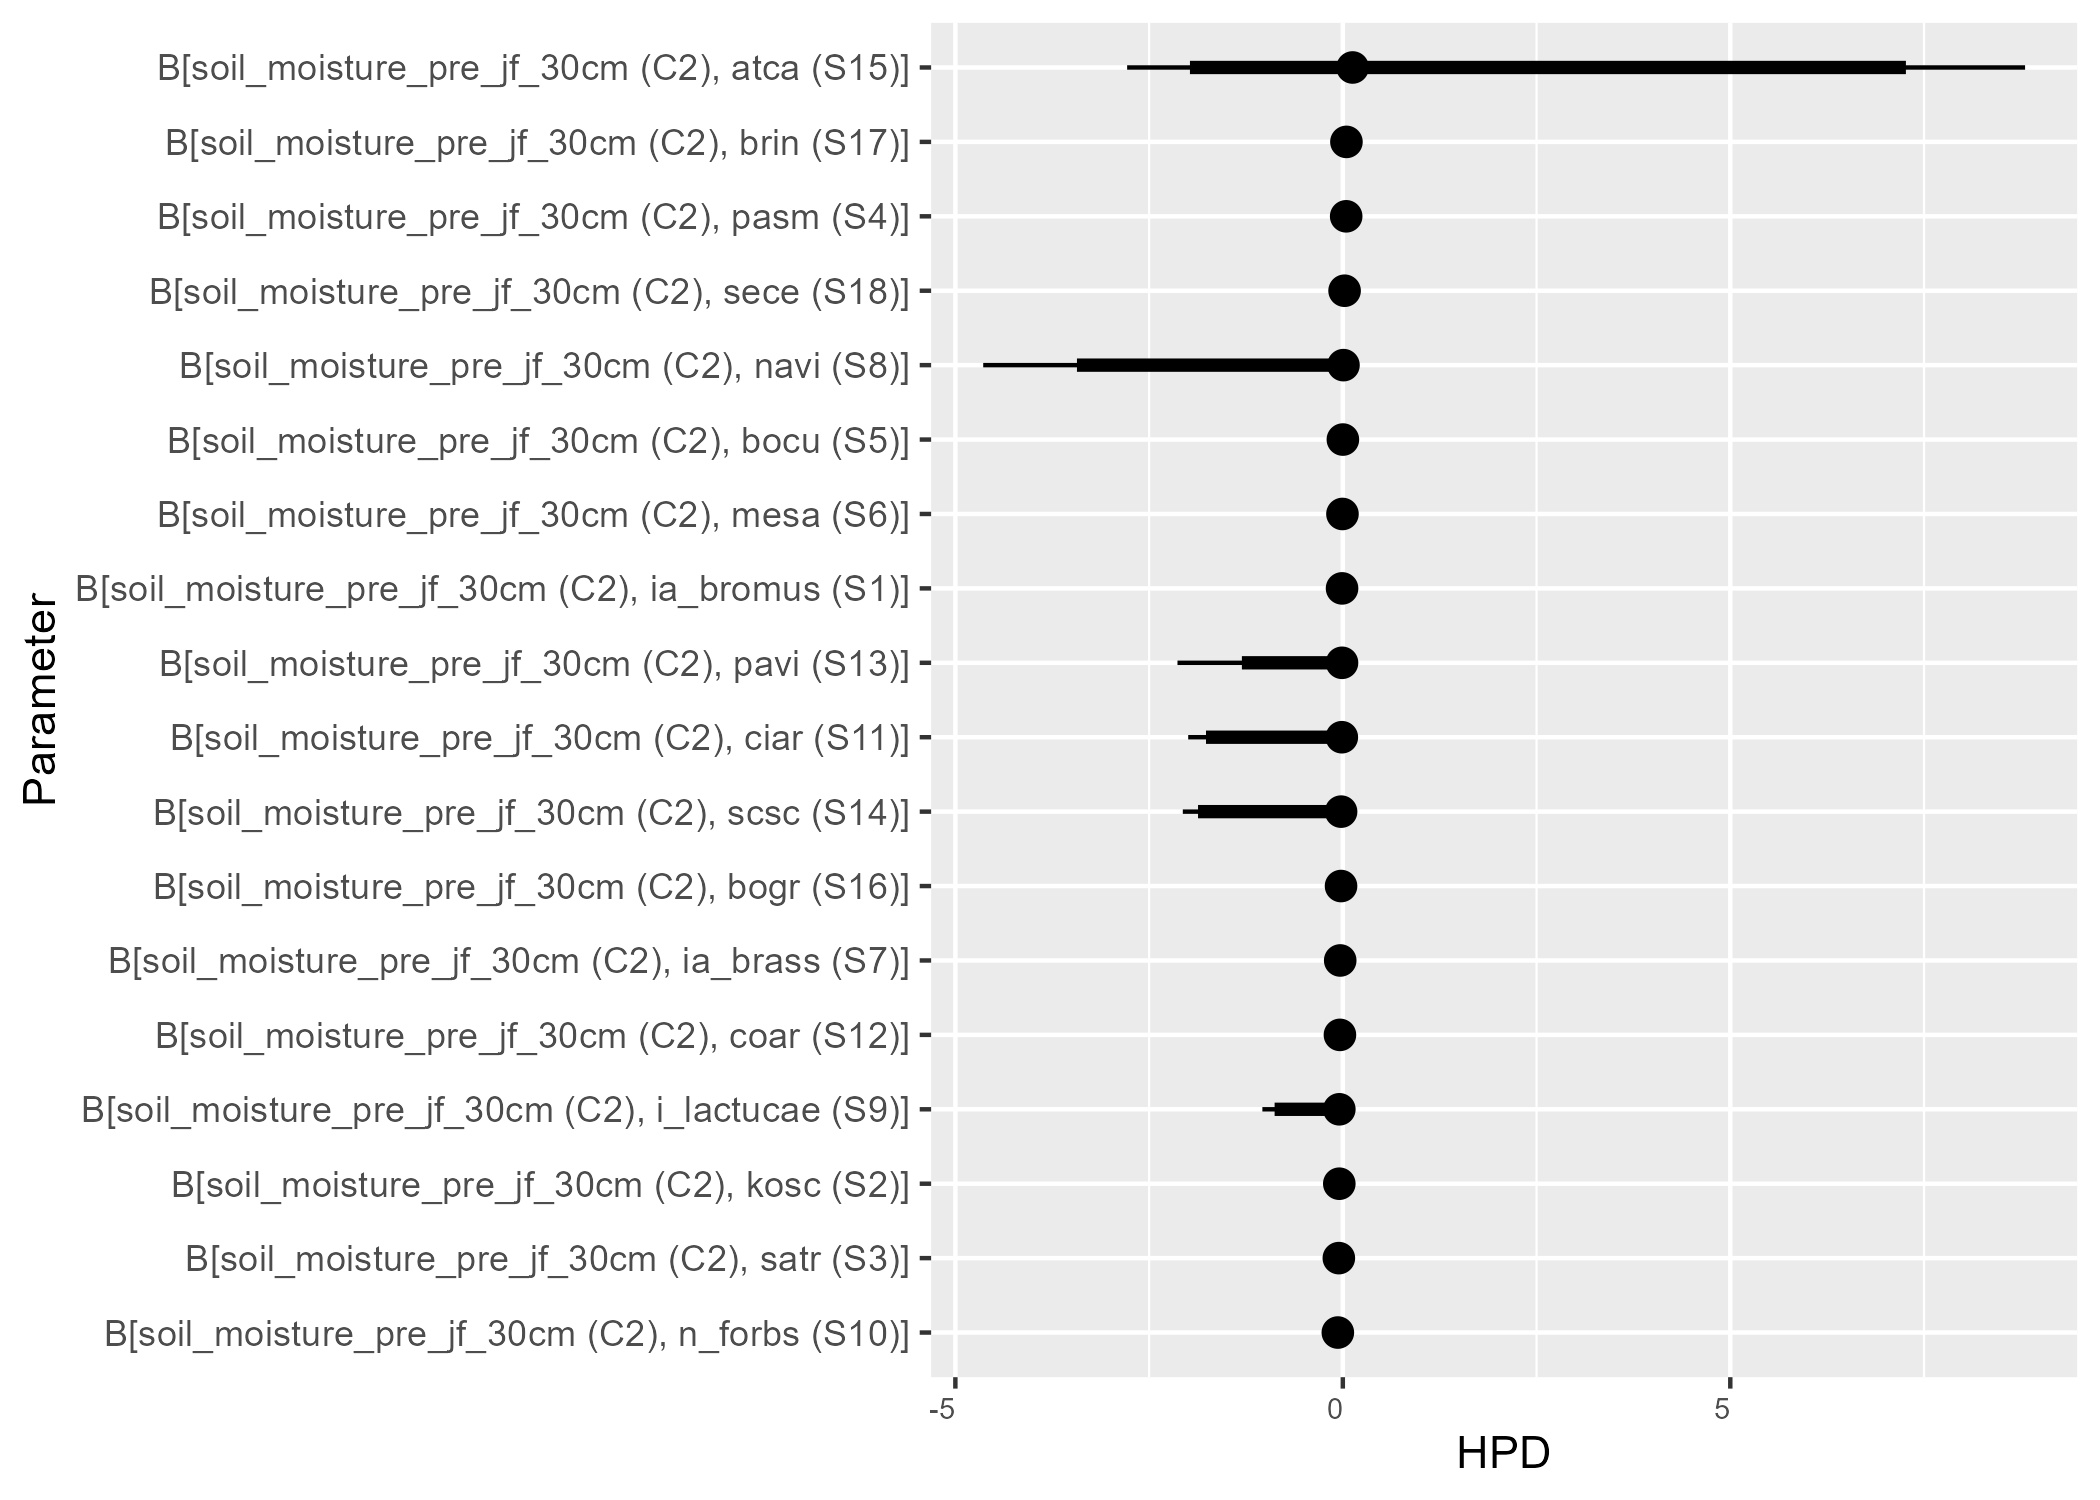 B[soil_moisture_pre_jf_30cm (C2), atca (S15)]
B[soil_moisture_pre_jf_30cm (C2), brin (S17)]
B[soil_moisture_pre_jf_30cm (C2), pasm (S4)]
B[soil_moisture_pre_jf_30cm (C2), sece (S18)]
B[soil_moisture_pre_jf_30cm (C2), navi (S8)]
B[soil_moisture_pre_jf_30cm (C2), bocu (S5)]
B[soil_moisture_pre_jf_30cm (C2), mesa (S6)]
B[soil_moisture_pre_jf_30cm (C2), ia_bromus (S1)]
B[soil_moisture_pre_jf_30cm (C2), pavi (S13)]
B[soil_moisture_pre_jf_30cm (C2), ciar (S11)]
B[soil_moisture_pre_jf_30cm (C2), scsc (S14)]
B[soil_moisture_pre_jf_30cm (C2), bogr (S16)]
B[soil_moisture_pre_jf_30cm (C2), ia_brass (S7)]
B[soil_moisture_pre_jf_30cm (C2), coar (S12)]
B[soil_moisture_pre_jf_30cm (C2), i_lactucae (S9)]
B[soil_moisture_pre_jf_30cm (C2), kosc (S2)]
B[soil_moisture_pre_jf_30cm (C2), satr (S3)]
B[soil_moisture_pre_jf_30cm (C2), n_forbs (S10)]
Parameter
-5 0 5
HPD